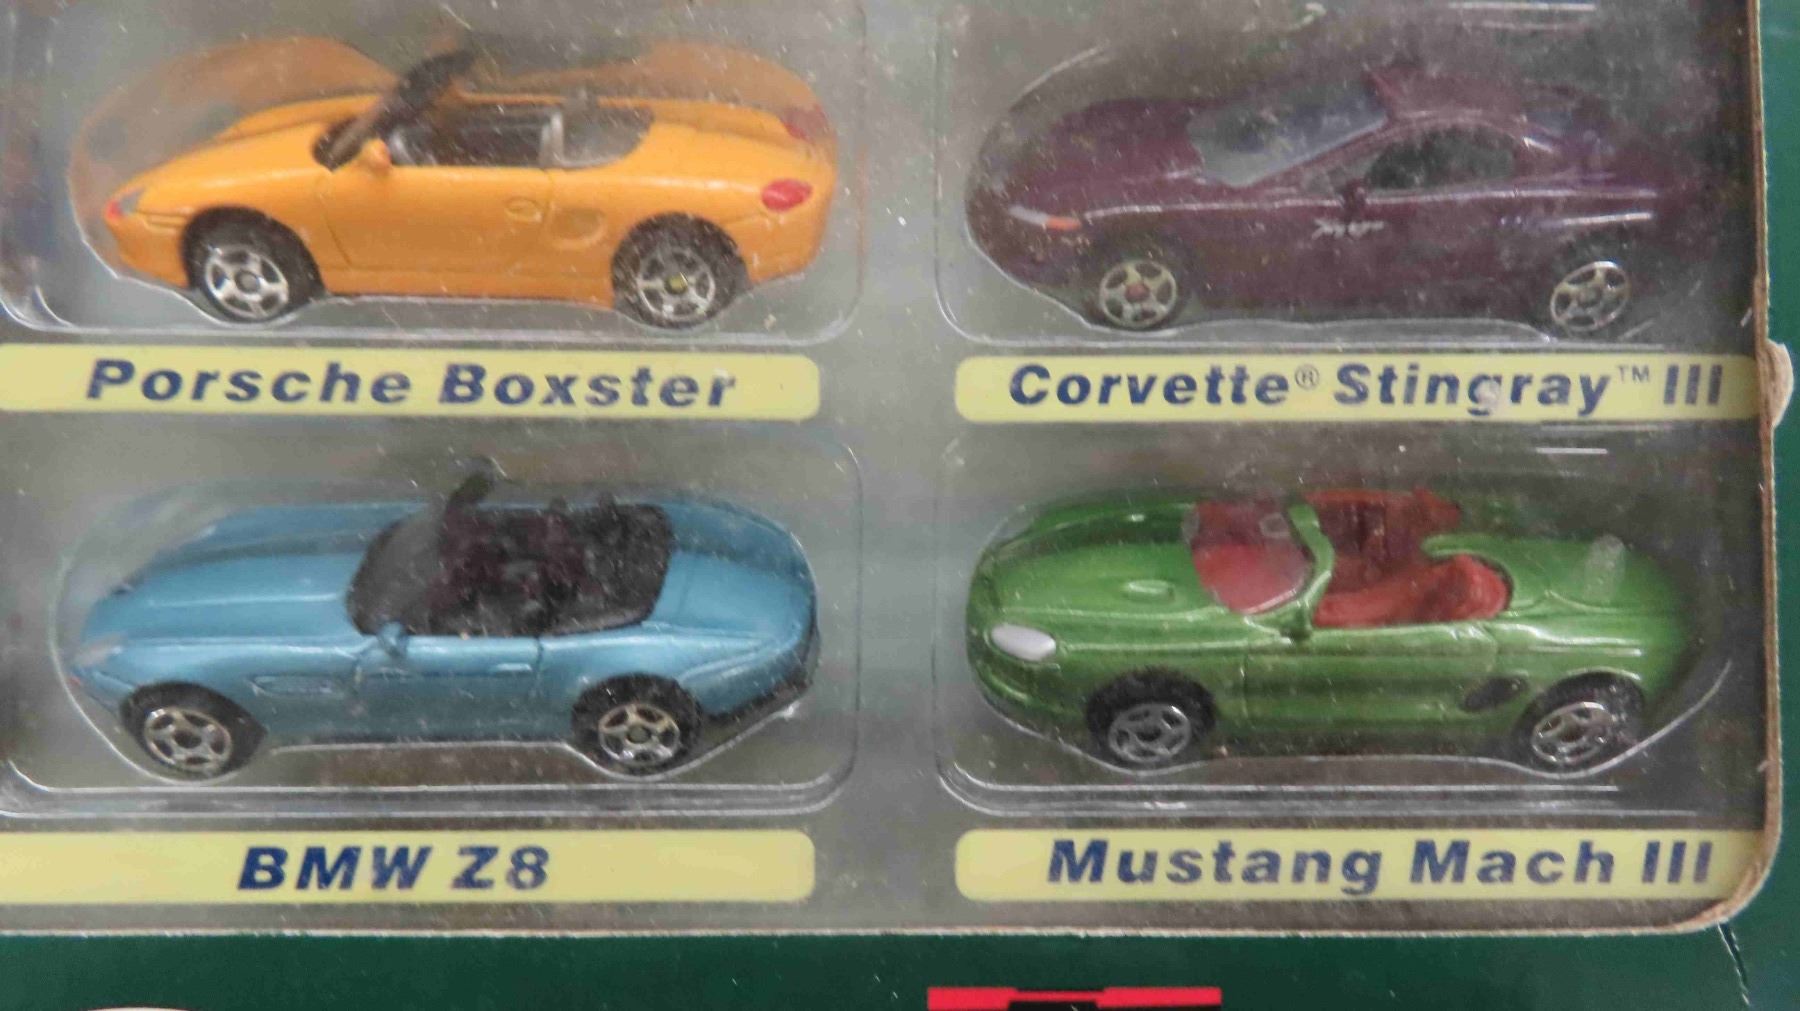 Porsche Boxster
Corvette® Stingray™ III
BMW Z8
Mustang Mach III